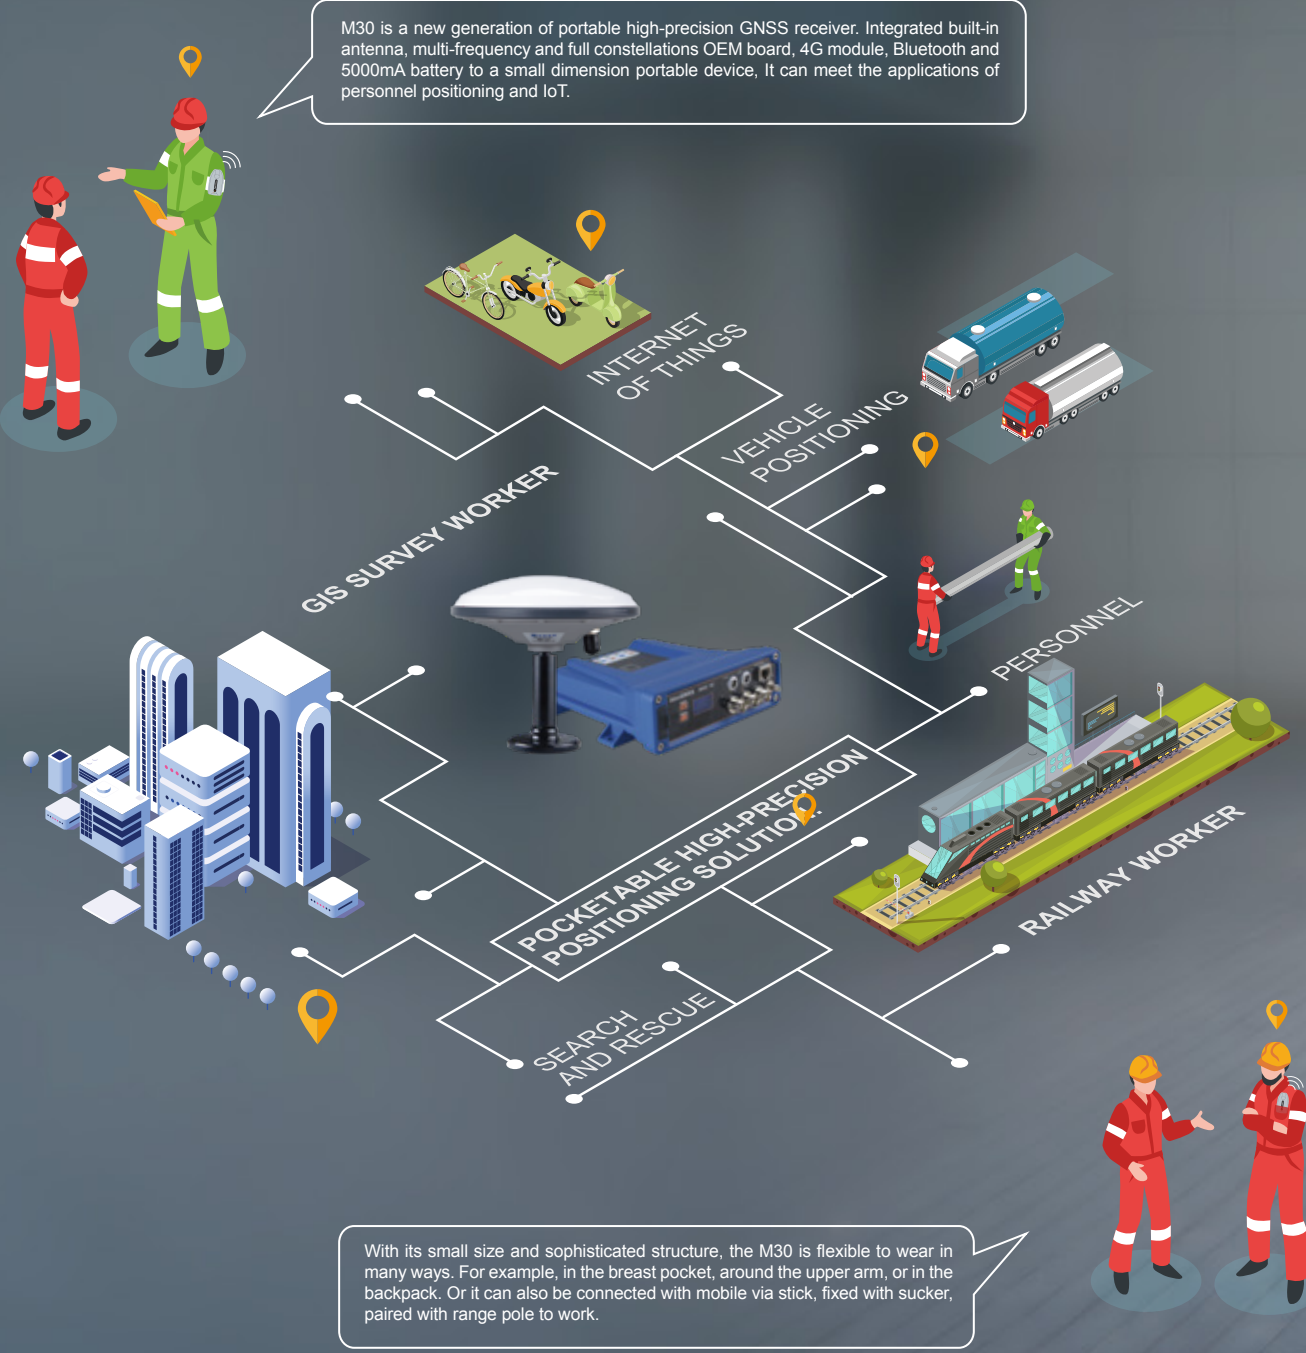 M30 is a new generation of portable high-precision GNSS receiver. Integrated built-in
antenna, multi-frequency and full constellations OEM board, 4G module, Bluetooth and
5000mA battery to a small dimension portable device, It can meet the applications of
personnel positioning and IoT.
INTERNET
OF THINGS
VEHICLE
POSITIONING
GIS SURVEY WORKER
PERSONNEL
POCKETABLE HIGH-PRECISION
POSITIONING SOLUTION.
RAILWAY WORKER
SEARCH
AND RESCUE
With its small size and sophisticated structure, the M30 is flexible to wear in
many ways. For example, in the breast pocket, around the upper arm, or in the
backpack. Or it can also be connected with mobile via stick, fixed with sucker,
paired with range pole to work.